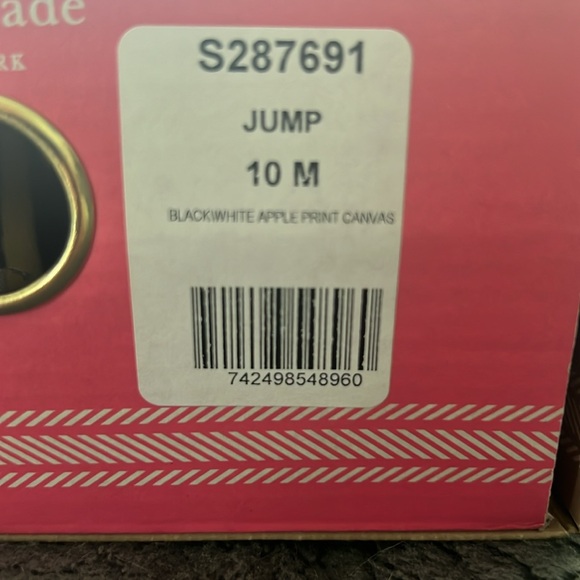 ade
RK
S287691
JUMP
10 M
BLACK\WHITE APPLE PRINT CANVAS
742498548960